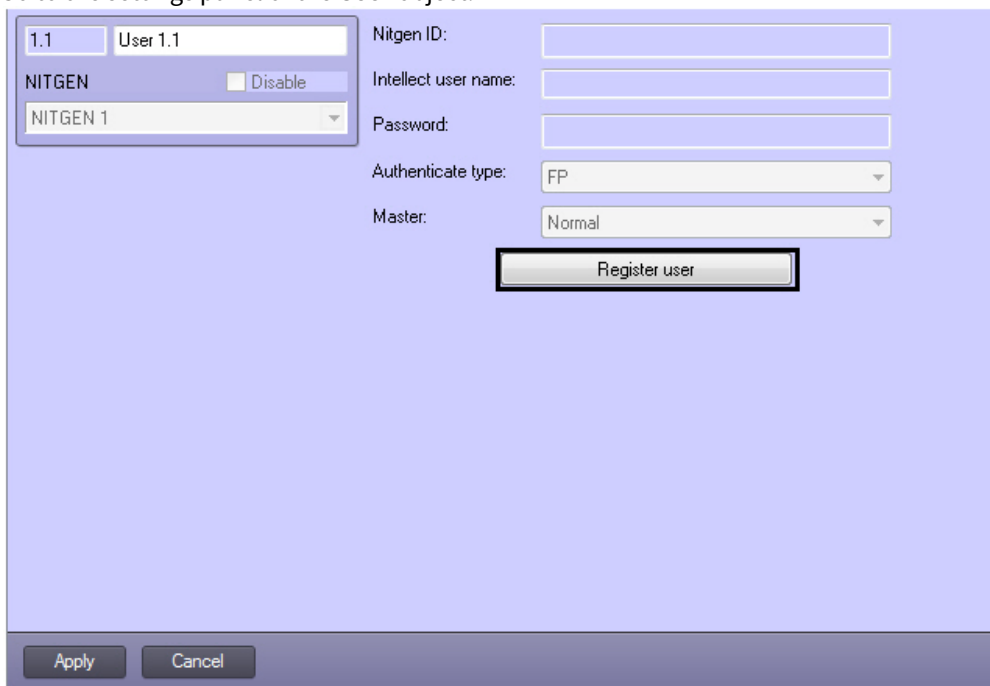 1.1 User 1.1
NITGEN Disable
NITGEN 1
Nitgen ID:
Intellect user name:
Password:
Authenticate type: FP
Master: Normal
Register user
Apply Cancel